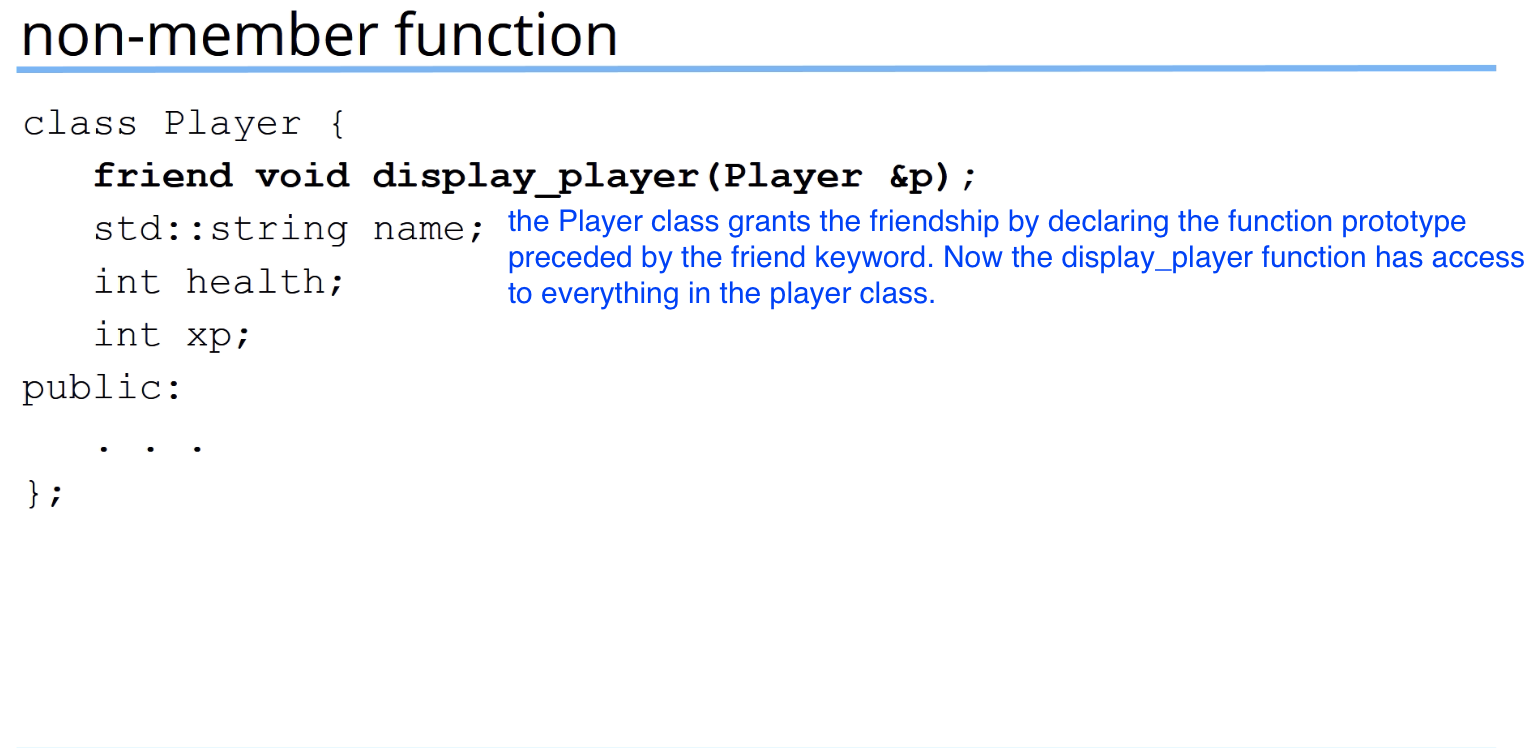 non-member function
class Player {
friend void display_player(Player &p);
std::string name;
the Player class grants the friendship by declaring the function prototype
preceded by the friend keyword. Now the display_player function has access
to everything in the player class.
int health;
int xp;
public:
. . .
};